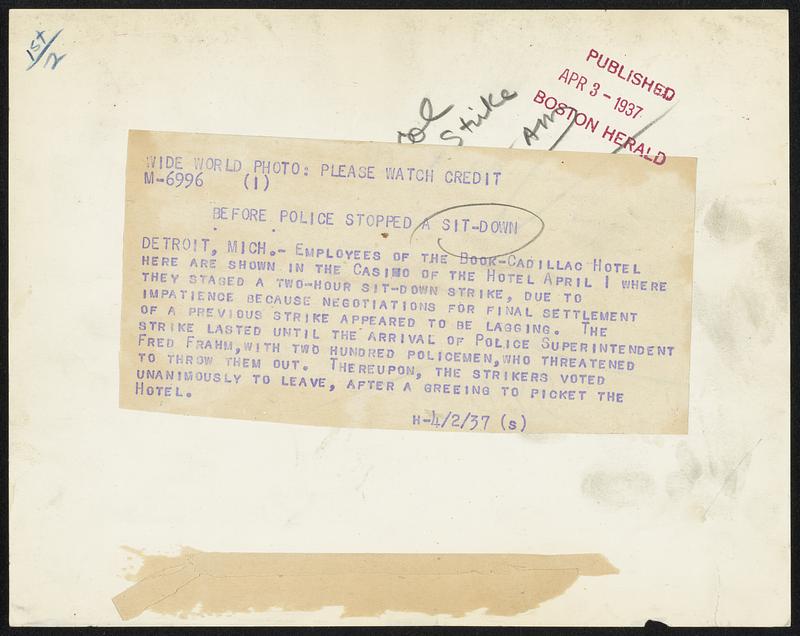 1st/2
PUBLISHED
APR 3-1937
BOSTON HERALD
Strike
Am
WIDE WORLD PHOTO: PLEASE WATCH CREDIT
M-6996 (I)
BEFORE POLICE STOPPED A SIT-DOWN
DETROIT, MICH.- EMPLOYEES OF THE BOOK-CADILLAC HOTEL
HERE ARE SHOWN IN THE CASINO OF THE HOTEL APRIL I WHERE
THEY STAGED A TWO-HOUR SIT-DOWN STRIKE, DUE TO
IMPATIENCE BECAUSE NEGOTIATIONS FOR FINAL SETTLEMENT
OF A PREVIOUS STRIKE APPEARED TO BE LAGGING. THE
STRIKE LASTED UNTIL THE ARRIVAL OF POLICE SUPERINTENDENT
FRED FRAHM,WITH TWO HUNDRED POLICEMEN,WHO THREATENED
TO THROW THEM OUT. THEREUPON, THE STRIKERS VOTED
UNANIMOUSLY TO LEAVE, AFTER A GREEING TO PICKET THE
HOTEL.
H-4/2/37 (S)